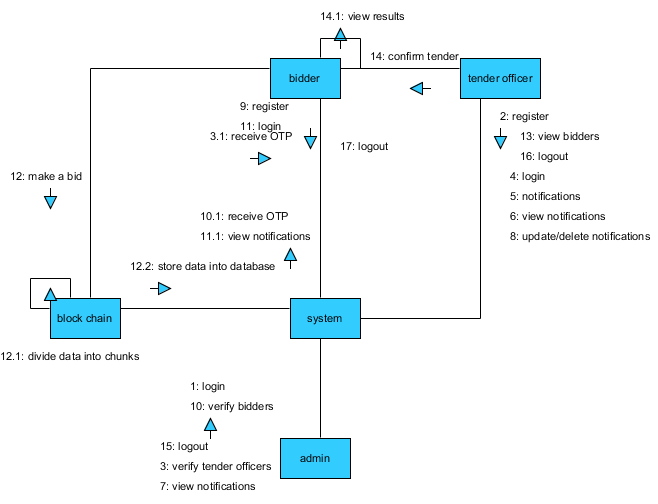 14.1: view results
14: confirm tender
bidder
tender officer
9: register
11: login
3.1: receive OTP
17: logout
2: register
13: view bidders
16: logout
4: login
5: notifications
6: view notifications
8: update/delete notifications
12: make a bid
10.1: receive OTP
11.1: view notifications
12.2: store data into database
block chain
system
12.1: divide data into chunks
1: login
10: verify bidders
15: logout
3: verify tender officers
7: view notifications
admin